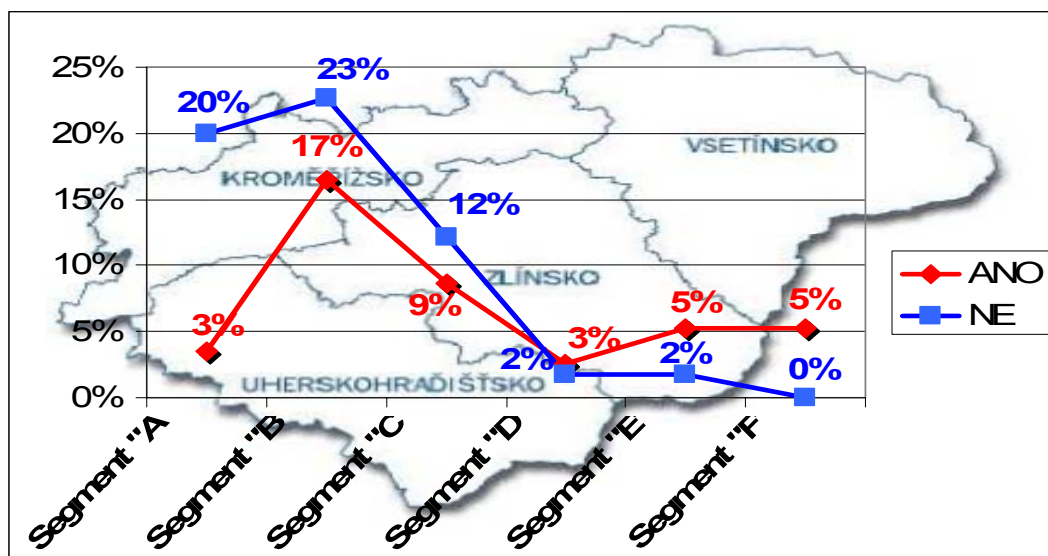 25%
20%
15%
10%
5%
0%
20%
23%
17%
12%
9%
3%
3%
2%
5%
2%
5%
0%
VSETÍNSKO
KROMĚŘÍŽSKO
ZLÍNSKO
UHERSKOHRADIŠŤSKO
Segment "A
Segment "B
Segment "C
Segment "D
Segment "E
Segment "F
ANO
NE